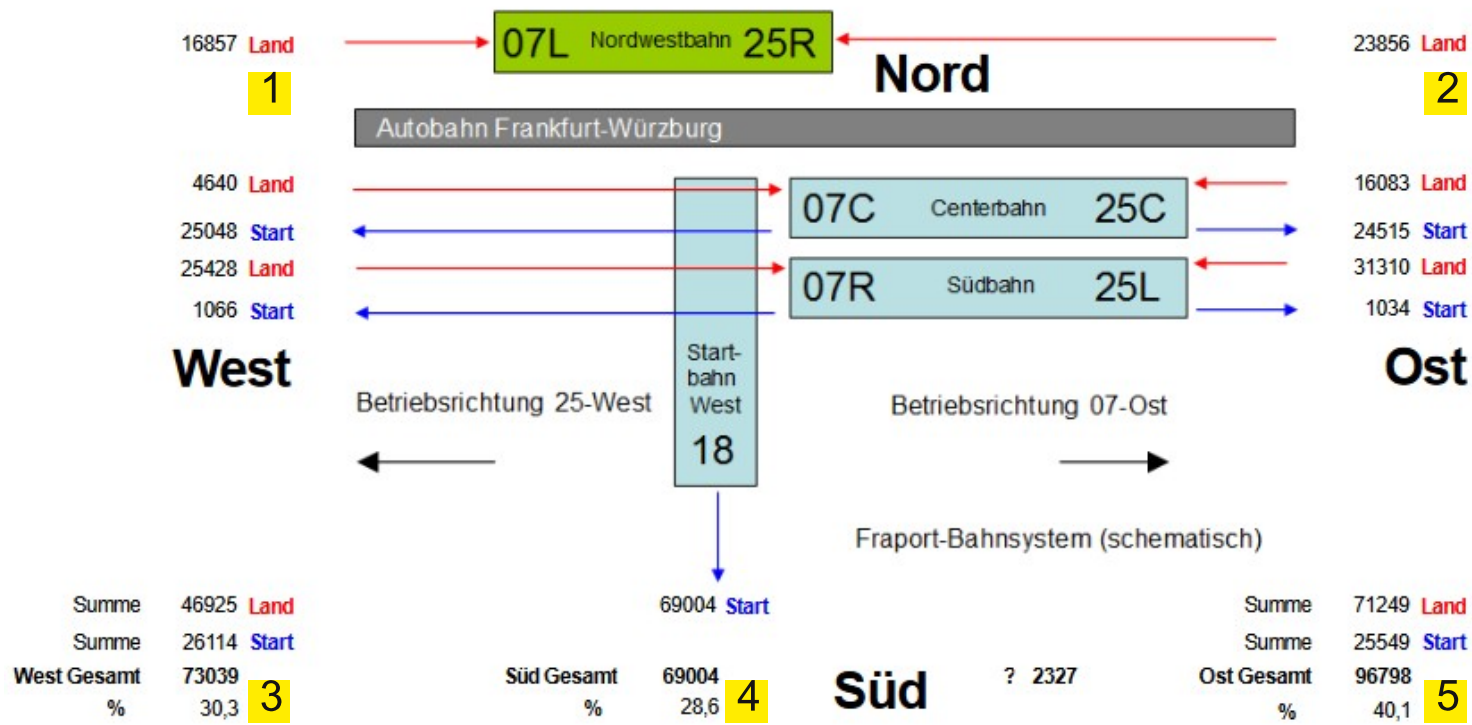 16857 Land
07L Nordwestbahn 25R
23856 Land
1
Nord
2
Autobahn Frankfurt-Würzburg
4640 Land
07C Centerbahn 25C
16083 Land
25048 Start
24515 Start
25428 Land
07R Südbahn 25L
31310 Land
1066 Start
1034 Start
West
Start-
bahn
West
18
Ost
Betriebsrichtung 25-West
Betriebsrichtung 07-Ost
Fraport-Bahnsystem (schematisch)
Summe 46925 Land
69004 Start
Summe 71249 Land
Summe 26114 Start
Summe 25549 Start
West Gesamt 73039
Süd Gesamt 69004
Süd
? 2327
Ost Gesamt 96798
% 30,3
3
% 28,6
4
% 40,1
5